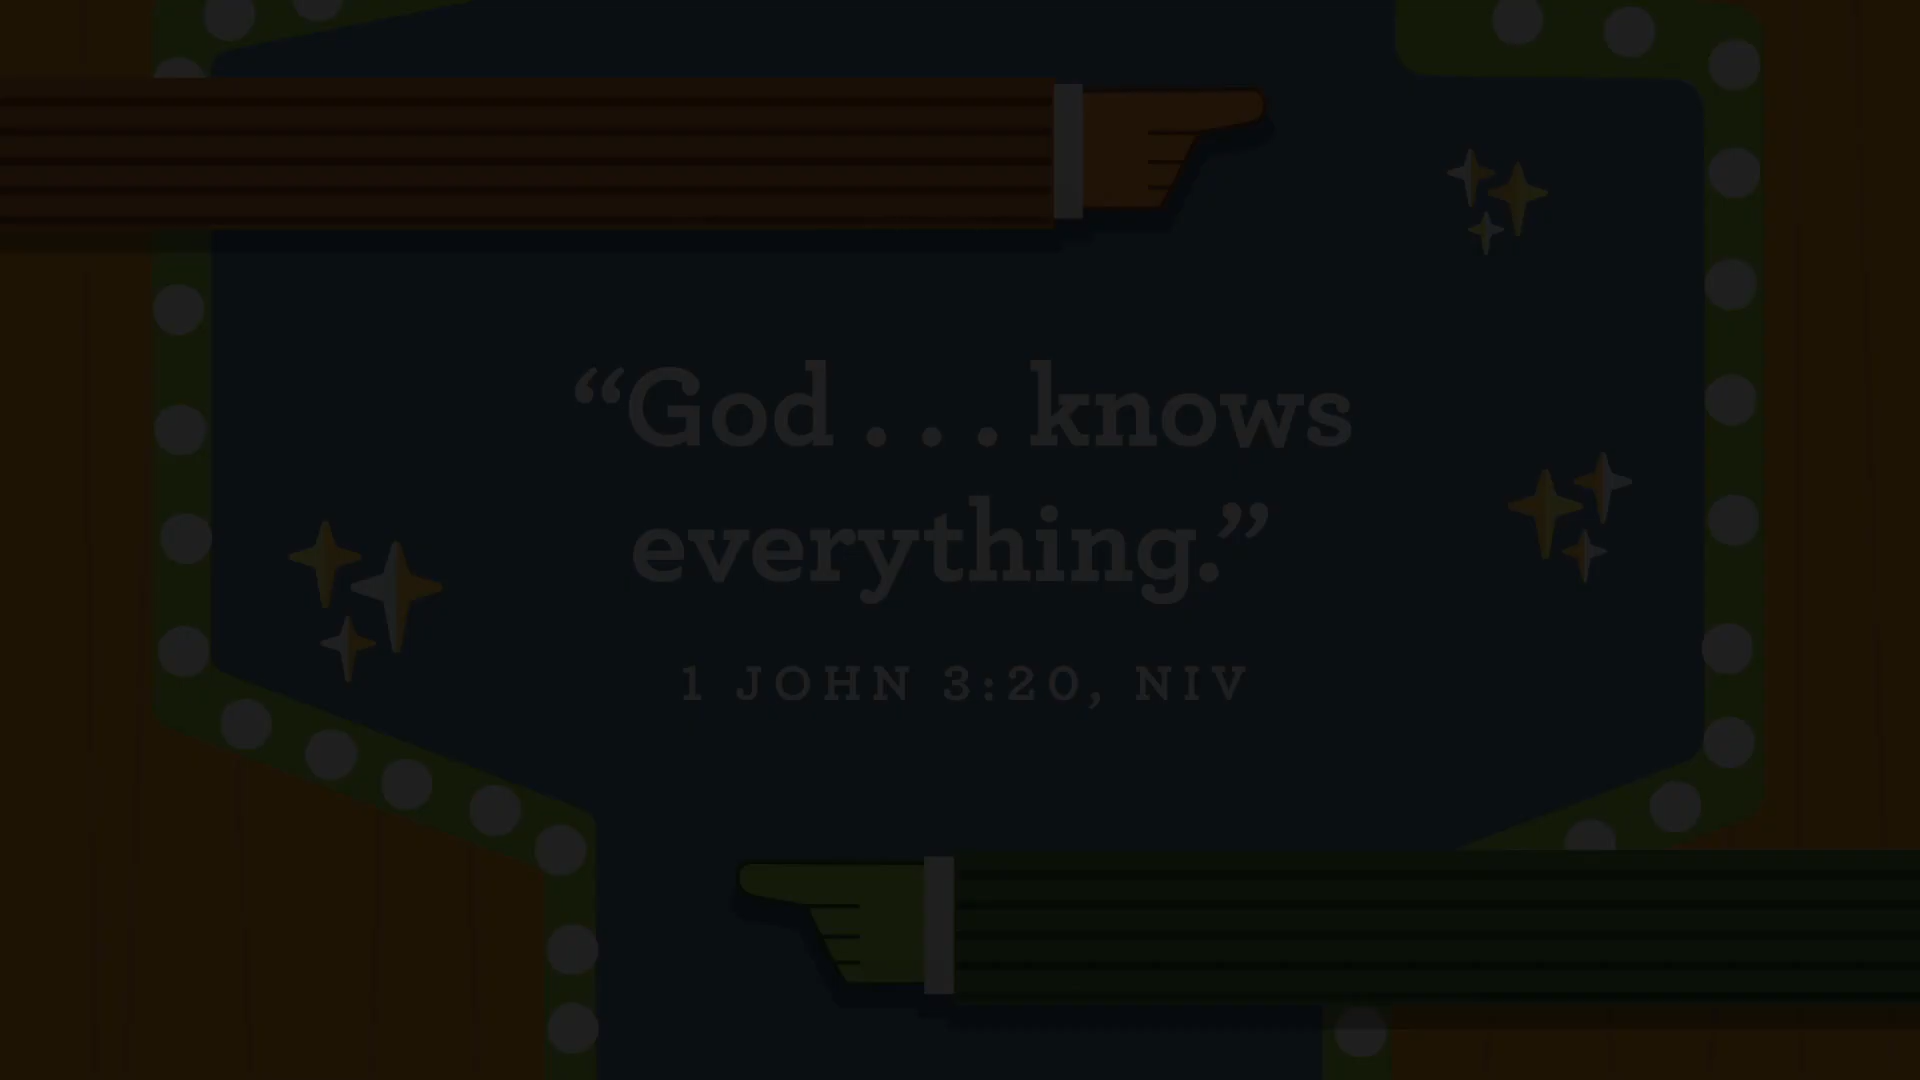 “God . . . knows
everything.”
1 JOHN 3:20, NIV